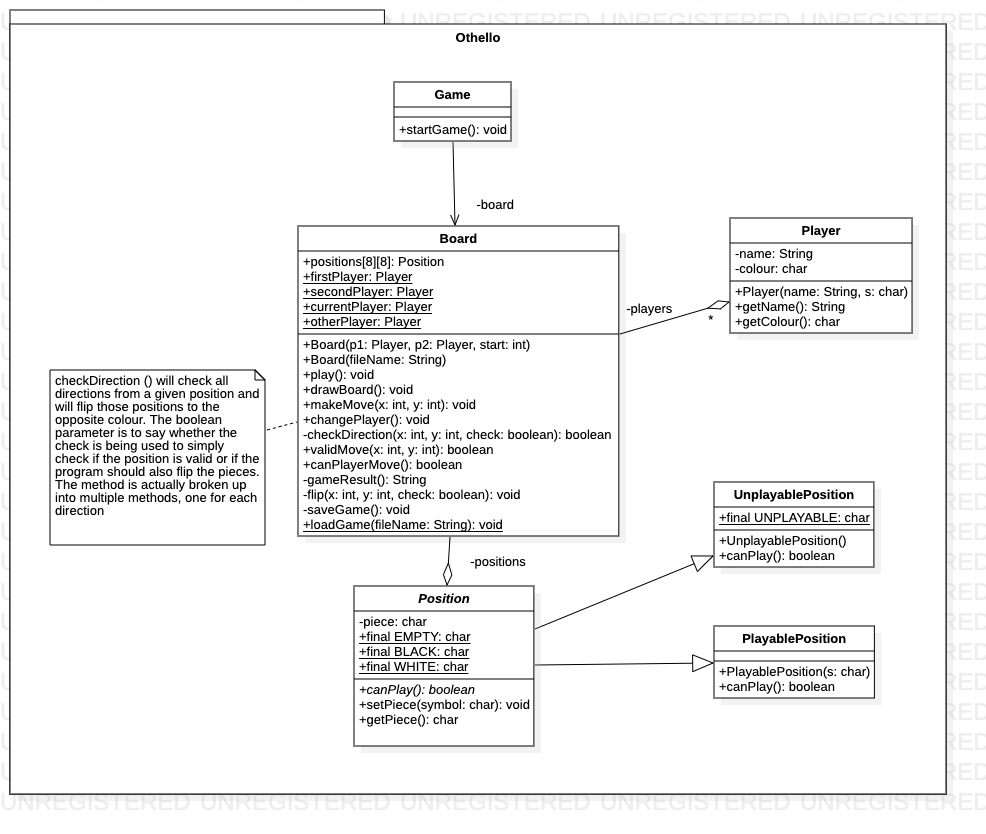 Othello
Game
+startGame(): void
-board
Board
+positions[8][8]: Position
+firstPlayer: Player
+secondPlayer: Player
+currentPlayer: Player
+otherPlayer: Player
+Board(p1: Player, p2: Player, start: int)
+Board(fileName: String)
+play(): void
+drawBoard(): void
+makeMove(x: int, y: int): void
+changePlayer(): void
-checkDirection(x: int, y: int, check: boolean): boolean
+validMove(x: int, y: int): boolean
+canPlayerMove(): boolean
-gameResult(): String
-flip(x: int, y: int, check: boolean): void
-saveGame(): void
+loadGame(fileName: String): void
-players
*
Player
-name: String
-colour: char
+Player(name: String, s: char)
+getName(): String
+getColour(): char
checkDirection () will check all
directions from a given position and
will flip those positions to the
opposite colour. The boolean
parameter is to say whether the
check is being used to simply
check if the position is valid or if the
program should also flip the pieces.
The method is actually broken up
into multiple methods, one for each
direction
-positions
Position
-piece: char
+final EMPTY: char
+final BLACK: char
+final WHITE: char
+canPlay(): boolean
+setPiece(symbol: char): void
+getPiece(): char
UnplayablePosition
+final UNPLAYABLE: char
+UnplayablePosition()
+canPlay(): boolean
PlayablePosition
+PlayablePosition(s: char)
+canPlay(): boolean
UNREGISTERED UNREGISTERED UNREGISTERED UNREGISTERED UNREGISTERED